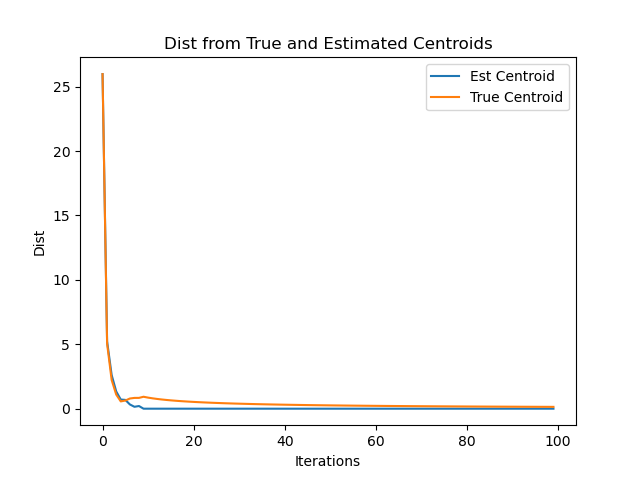 Dist from True and Estimated Centroids
Est Centroid
True Centroid
25
20
15
10
5
0
Dist
0 20 40 60 80 100
Iterations